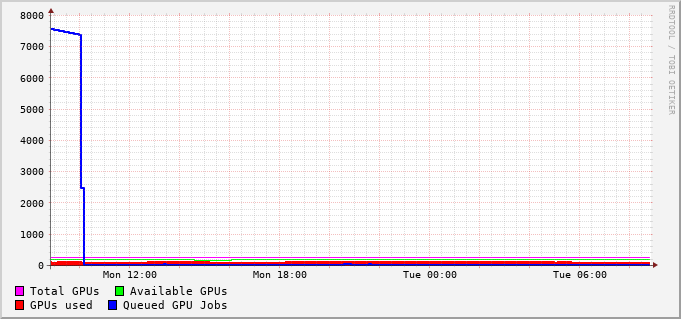 8000
7000
6000
5000
4000
3000
2000
1000
0
Mon 12:00 Mon 18:00 Tue 00:00 Tue 06:00
Total GPUs Available GPUs
GPUs used Queued GPU Jobs
RRDTOOL / TOBI OETIKER